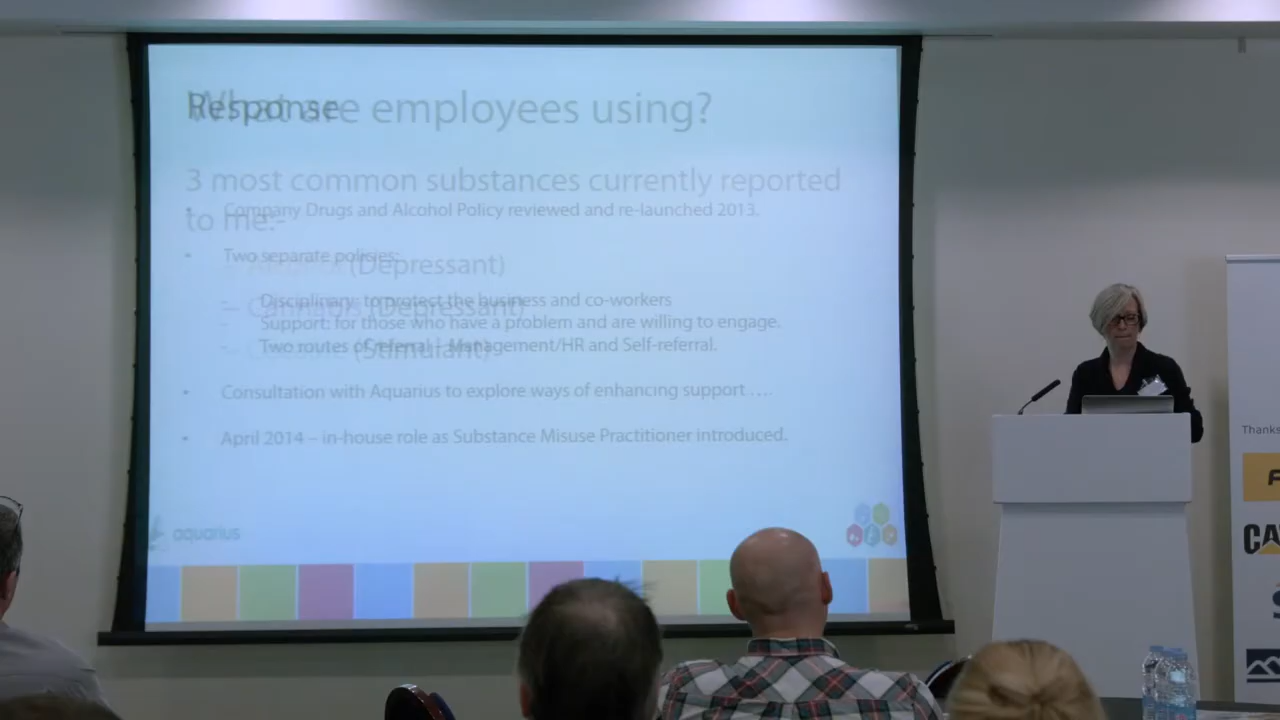 Response
What are employees using?
3 most common substances currently reported
to me:-
• Company Drugs and Alcohol Policy reviewed and re-launched 2013.
• Two separate policies:
– (Depressant)
- Disciplinary: to protect the business and co-workers
– Cannabis (Depressant)
- Support: for those who have a problem and are willing to engage.
- Two routes of referral – Management/HR and Self-referral.
– (Stimulant)
• Consultation with Aquarius to explore ways of enhancing support….
• April 2014 – in-house role as Substance Misuse Practitioner introduced.
aquarius
Thanks